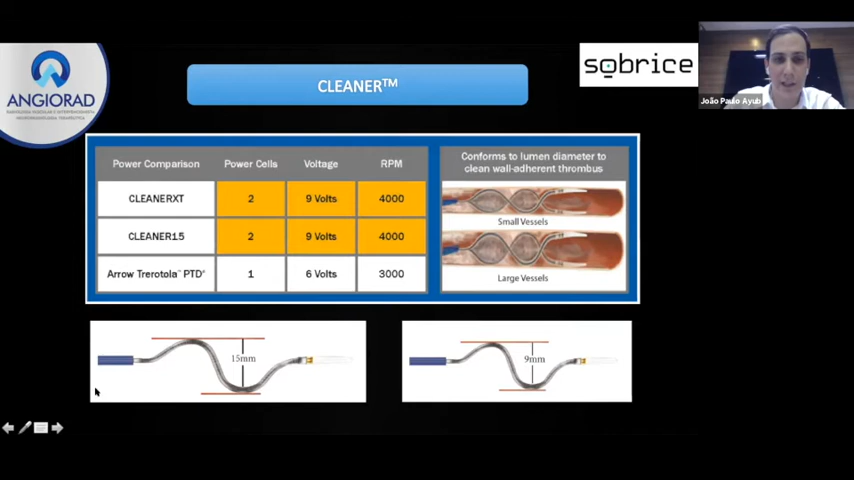 ANGIORAD
CLEANER™
sobrice
João Paulo Ayub
Power Comparison Power Cells Voltage RPM
CLEANERXT 2 9 Volts 4000
CLEANER15 2 9 Volts 4000
Arrow Trerotola™ PTD* 1 6 Volts 3000
Conforms to lumen diameter to
clean wall-adherent thrombus
Small Vessels
Large Vessels
15mm
9mm